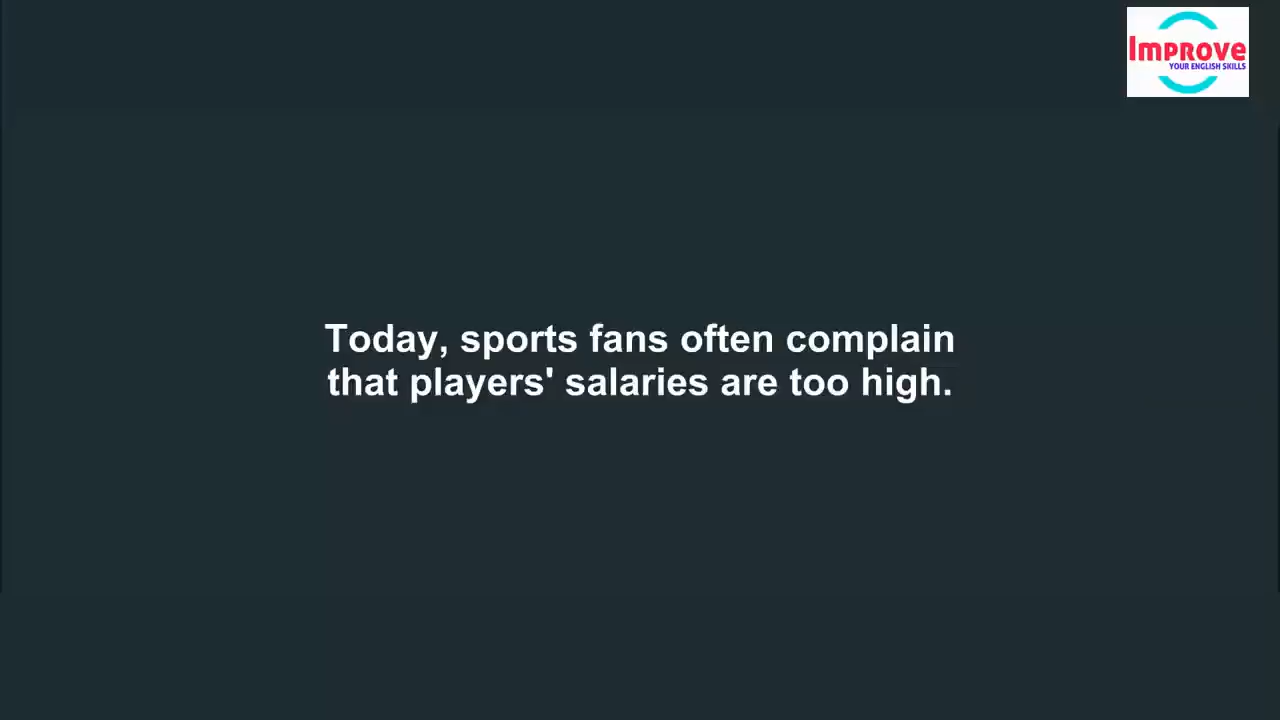 Improve
YOUR ENGLISH SKILLS
Today, sports fans often complain
that players' salaries are too high.